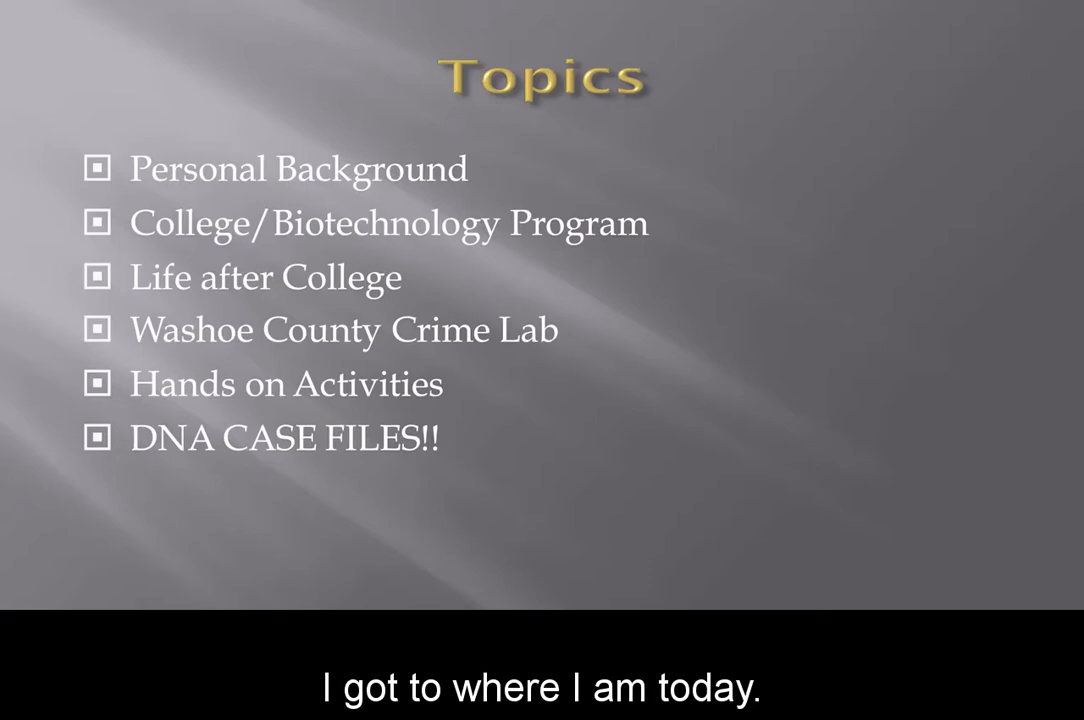 Topics
Personal Background
College/Biotechnology Program
Life after College
Washoe County Crime Lab
Hands on Activities
DNA CASE FILES!!
I got to where I am today.